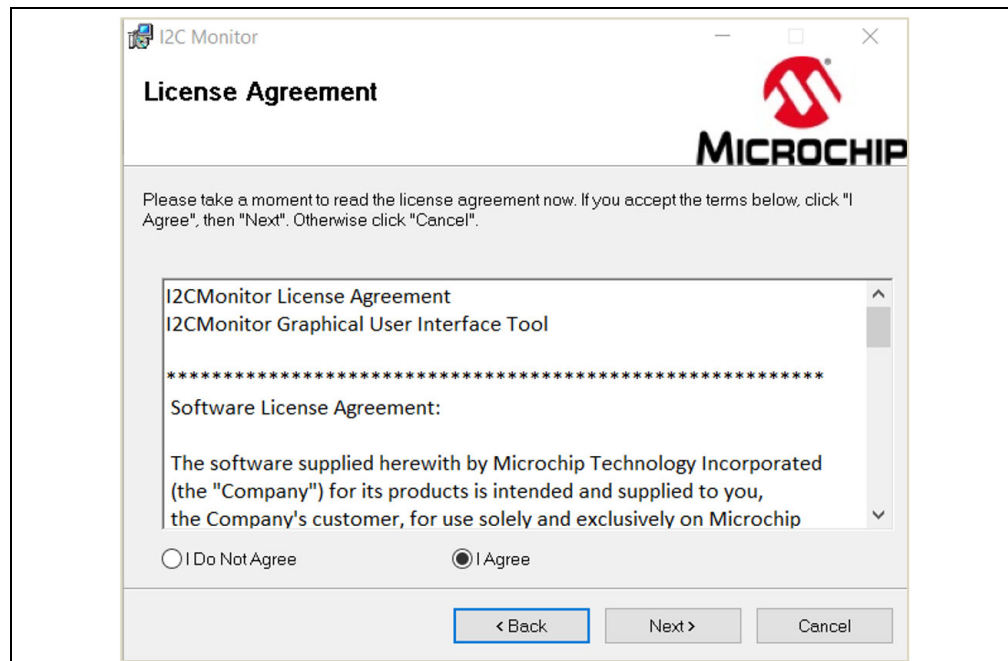 I2C Monitor
License Agreement
MICROCHIP
Please take a moment to read the license agreement now. If you accept the terms below, click "I
Agree", then "Next". Otherwise click "Cancel".
I2CMonitor License Agreement
I2CMonitor Graphical User Interface Tool
**********************************************************
Software License Agreement:
The software supplied herewith by Microchip Technology Incorporated
(the "Company") for its products is intended and supplied to you,
the Company's customer, for use solely and exclusively on Microchip
I Do Not Agree
I Agree
< Back
Next >
Cancel